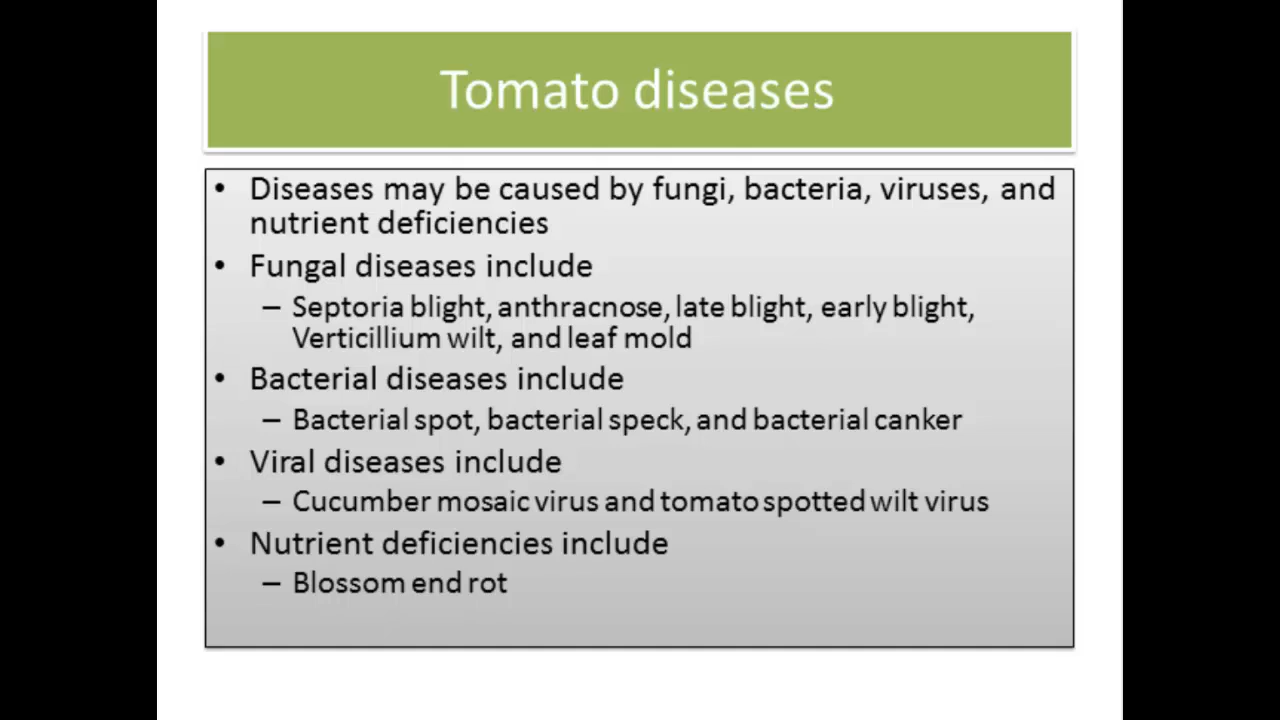 Tomato diseases
• Diseases may be caused by fungi, bacteria, viruses, and
nutrient deficiencies
• Fungal diseases include
– Septoria blight, anthracnose, late blight, early blight,
Verticillium wilt, and leaf mold
• Bacterial diseases include
– Bacterial spot, bacterial speck, and bacterial canker
• Viral diseases include
– Cucumber mosaic virus and tomato spotted wilt virus
• Nutrient deficiencies include
– Blossom end rot